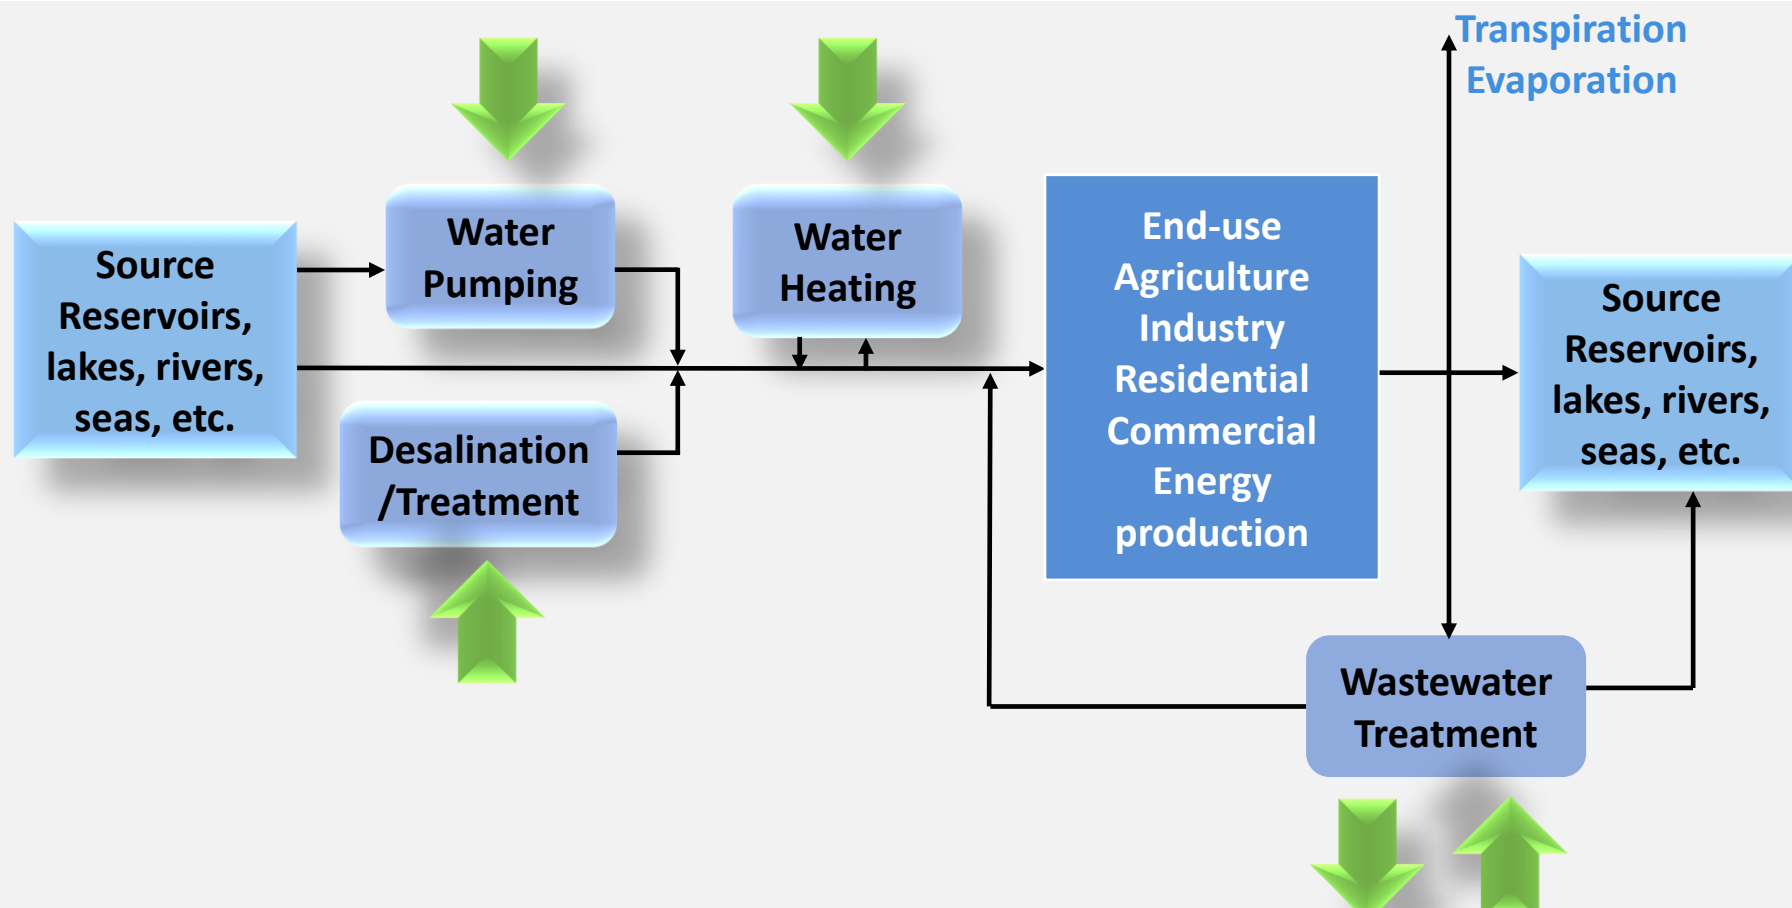 Transpiration
Evaporation
Source
Reservoirs,
lakes, rivers,
seas, etc.
Water
Pumping
Desalination
/Treatment
Water
Heating
End-use
Agriculture
Industry
Residential
Commercial
Energy
production
Source
Reservoirs,
lakes, rivers,
seas, etc.
Wastewater
Treatment